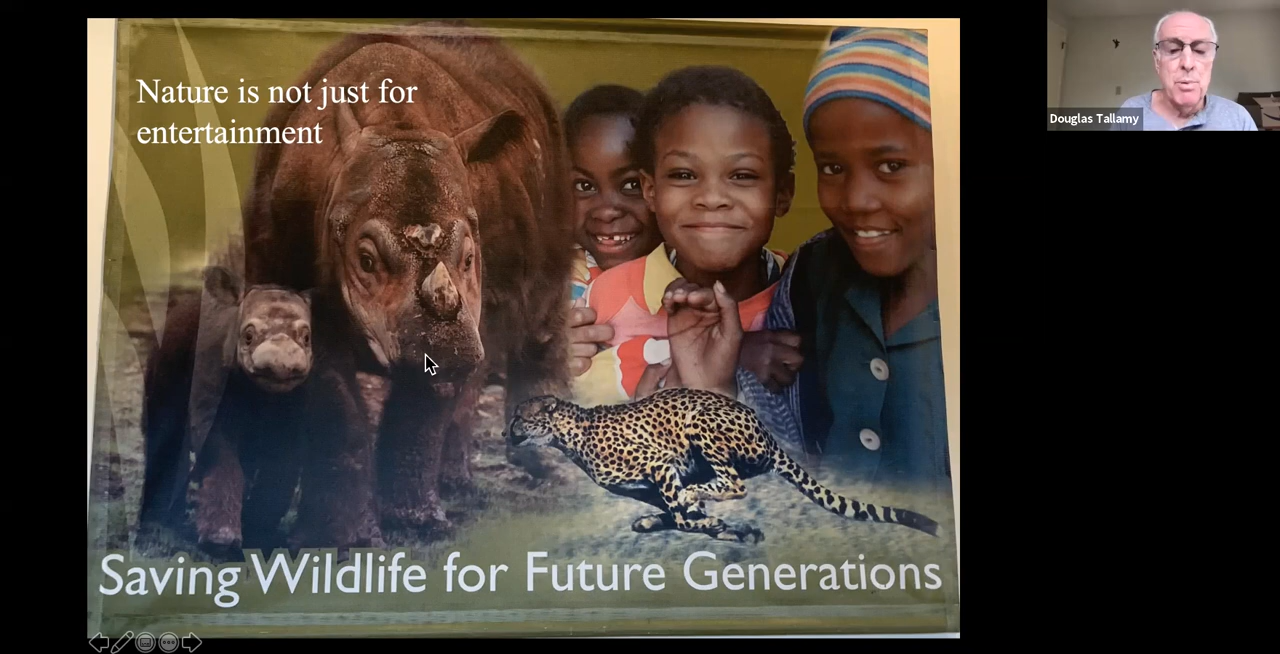 Nature is not just for
entertainment
Saving Wildlife for Future Generations
Douglas Tallamy